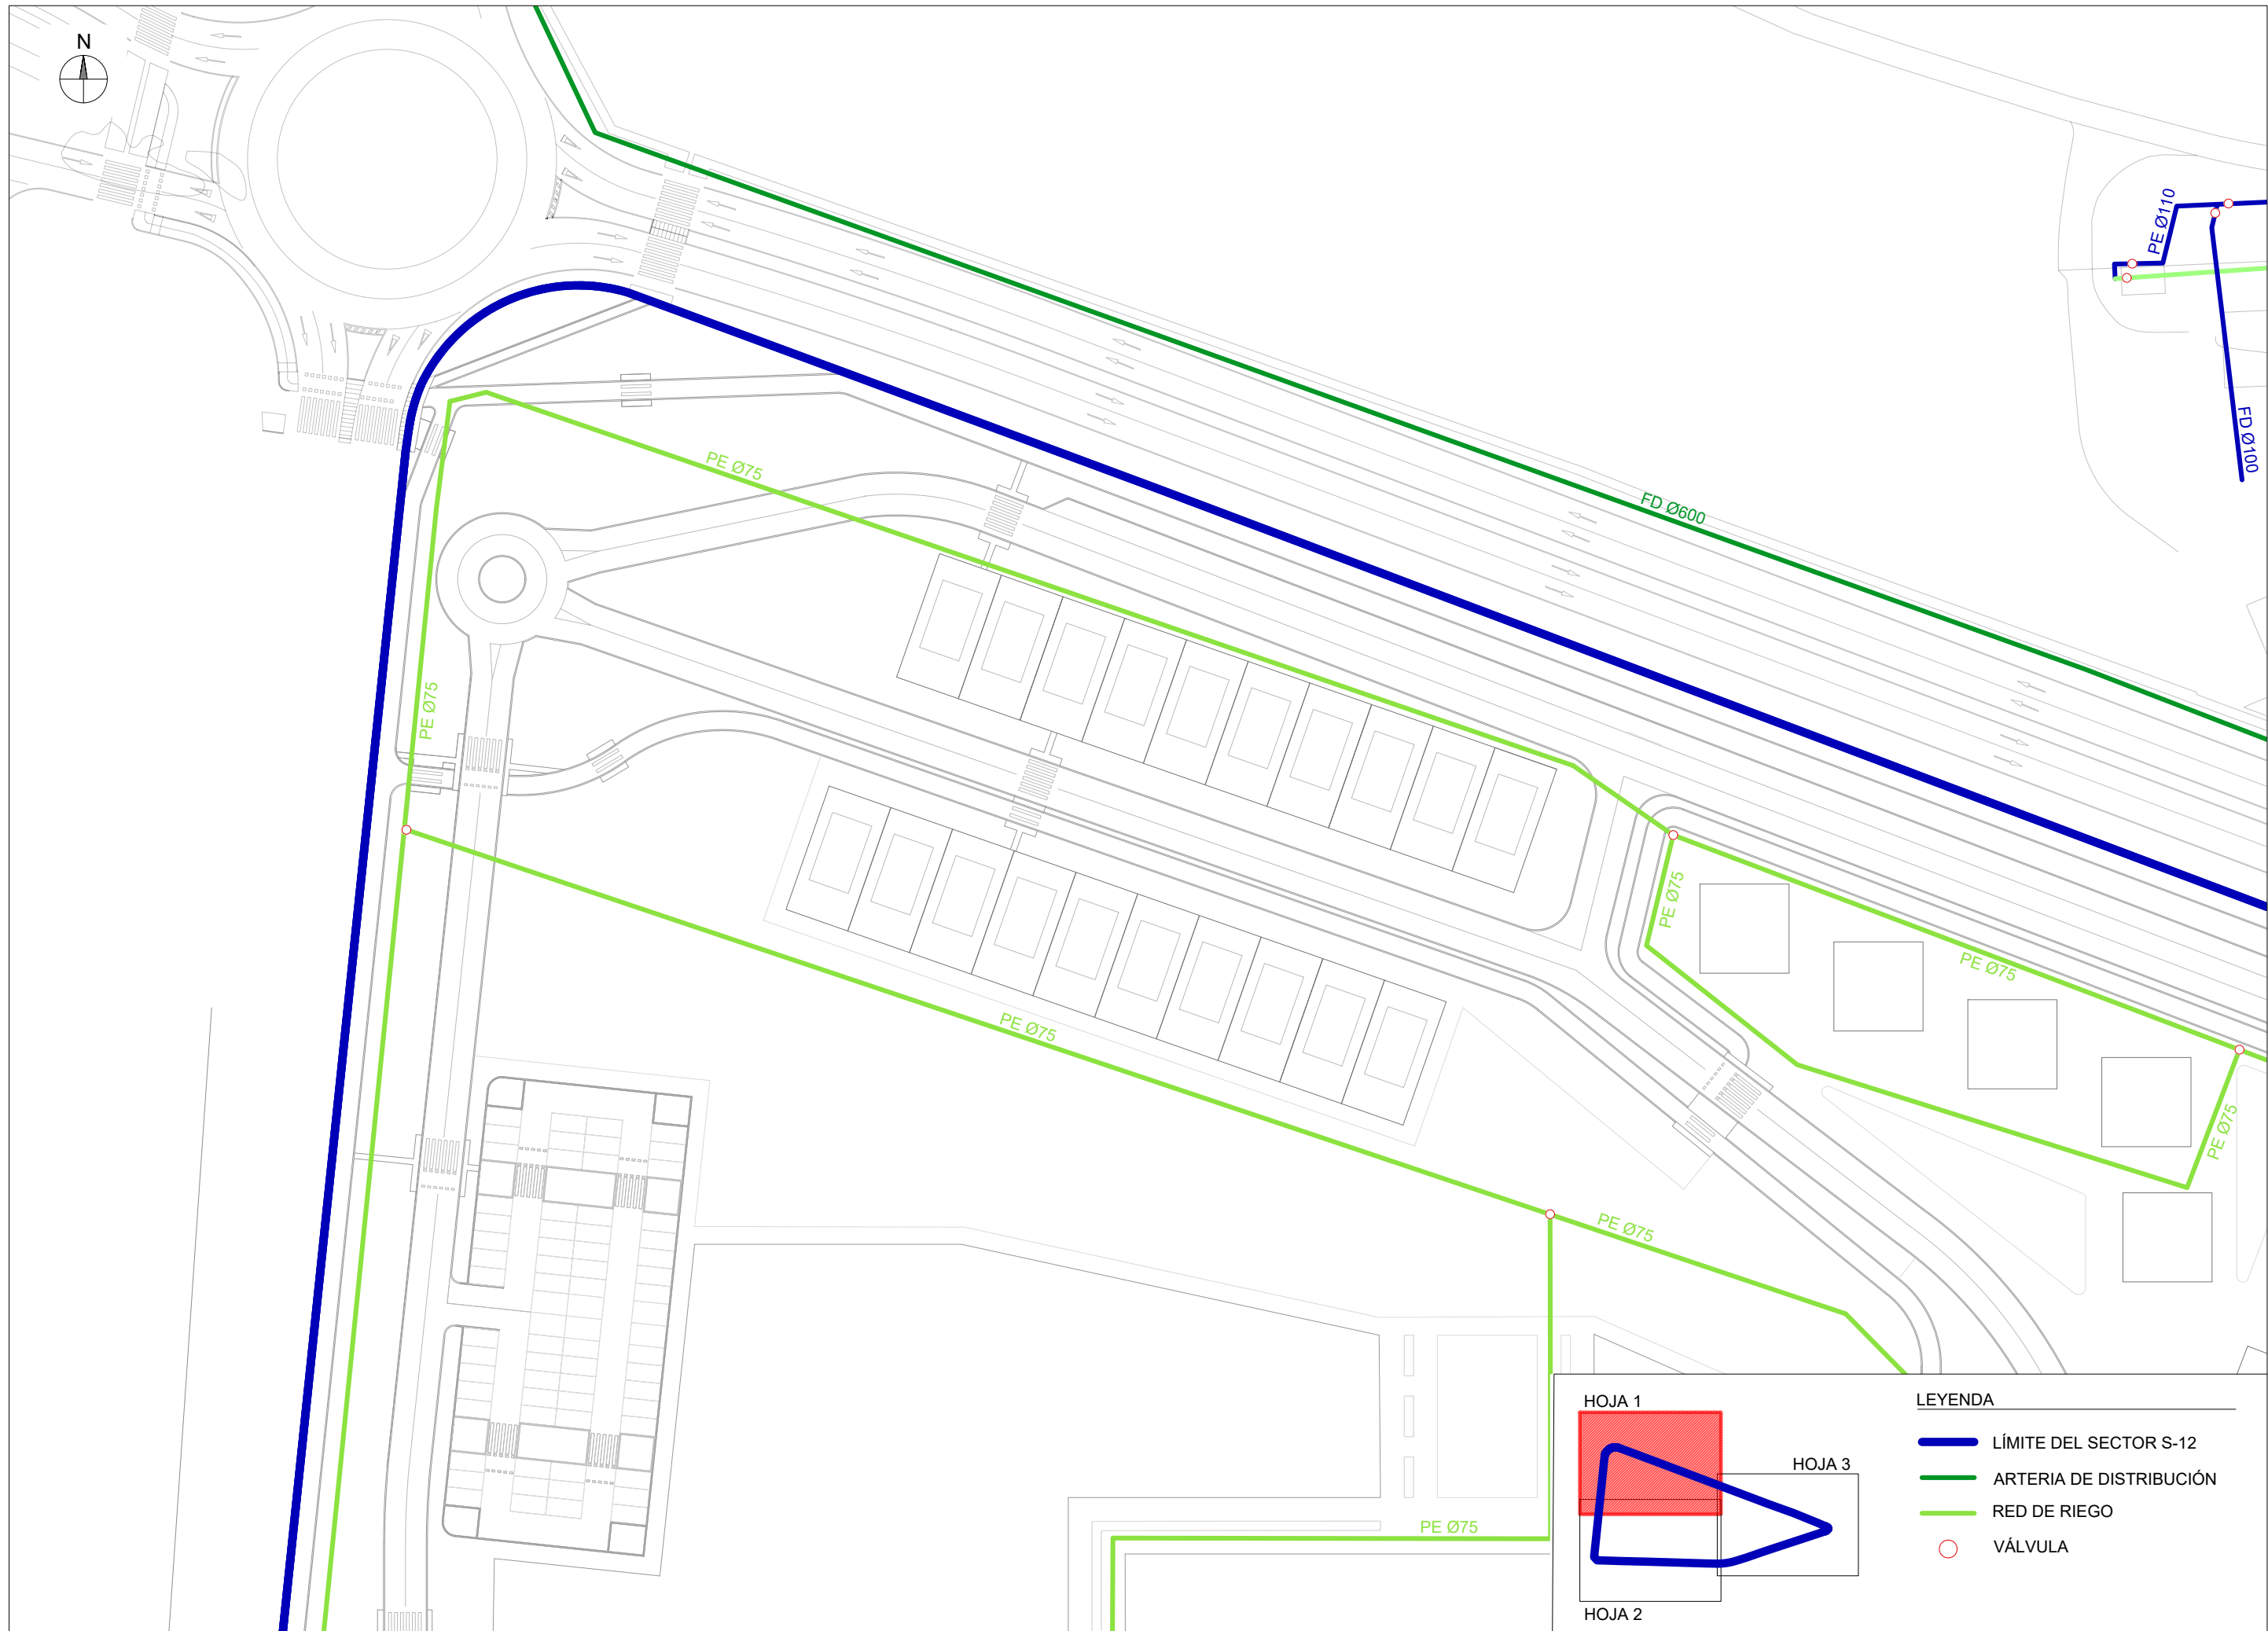 N
PE Ø110
FD Ø100
PE Ø75
FD Ø600
PE Ø75
PE Ø75
PE Ø75
PE Ø75
PE Ø75
PE Ø75
PE Ø75
HOJA 1
LEYENDA
LÍMITE DEL SECTOR S-12
HOJA 3
ARTERIA DE DISTRIBUCIÓN
RED DE RIEGO
PE Ø75
VÁLVULA
HOJA 2